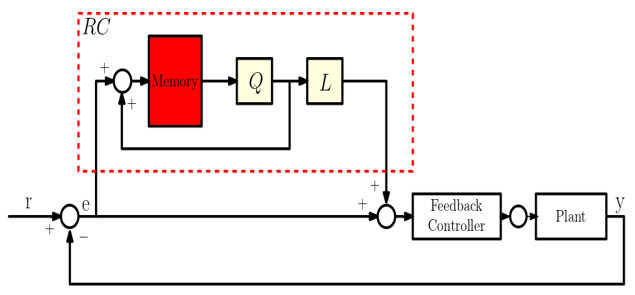 RC
+
Memory
Q
L
+
+
r
e
+
Feedback
Controller
Plant
y
+
−